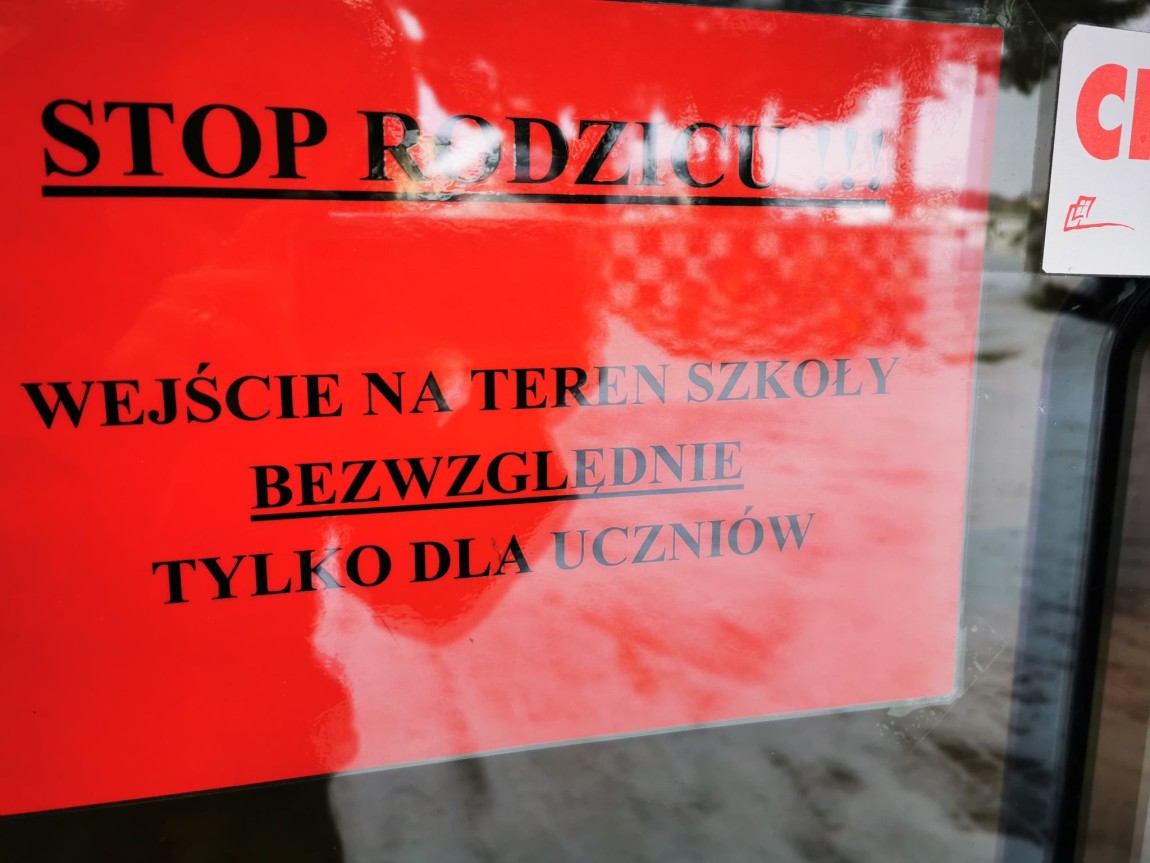 STOP RODZICU !!!
WEJŚCIE NA TEREN SZKOŁY
BEZWZGLĘDNIE
TYLKO DLA UCZNIÓW